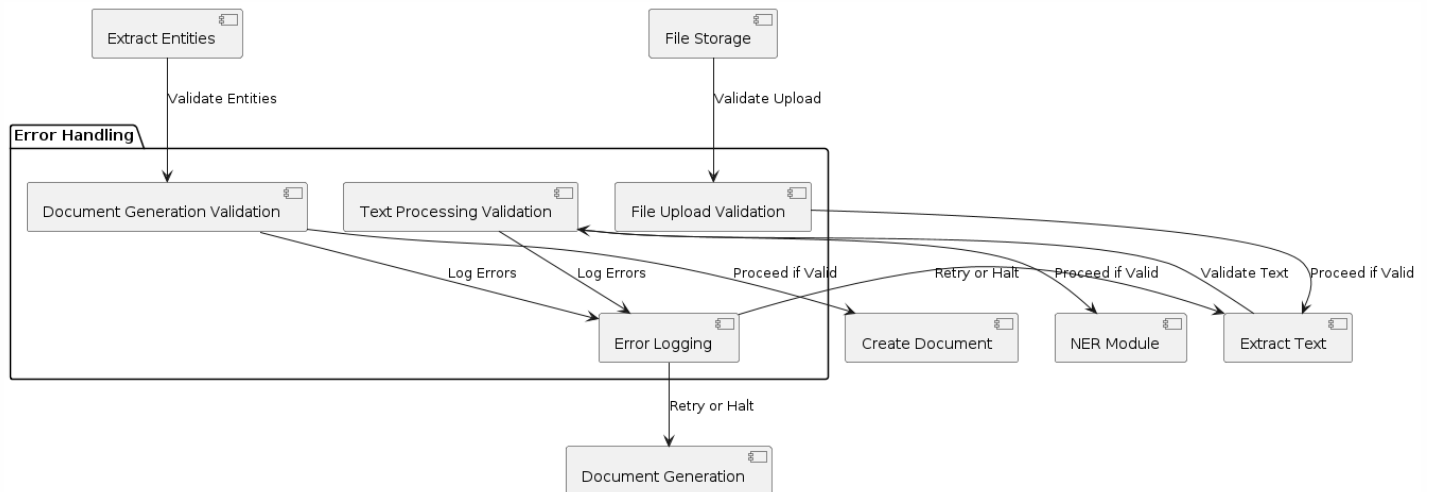 Extract Entities
File Storage
Validate Entities
Validate Upload
Error Handling
Document Generation Validation
Text Processing Validation
File Upload Validation
Log Errors
Log Errors
Proceed if Valid
Retry or Halt
Proceed if Valid
Validate Text
Proceed if Valid
Error Logging
Create Document
NER Module
Extract Text
Retry or Halt
Document Generation